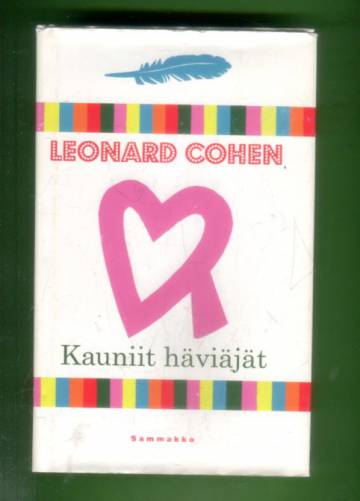 LEONARD COHEN
Kauniit häviäjät
Sammakko